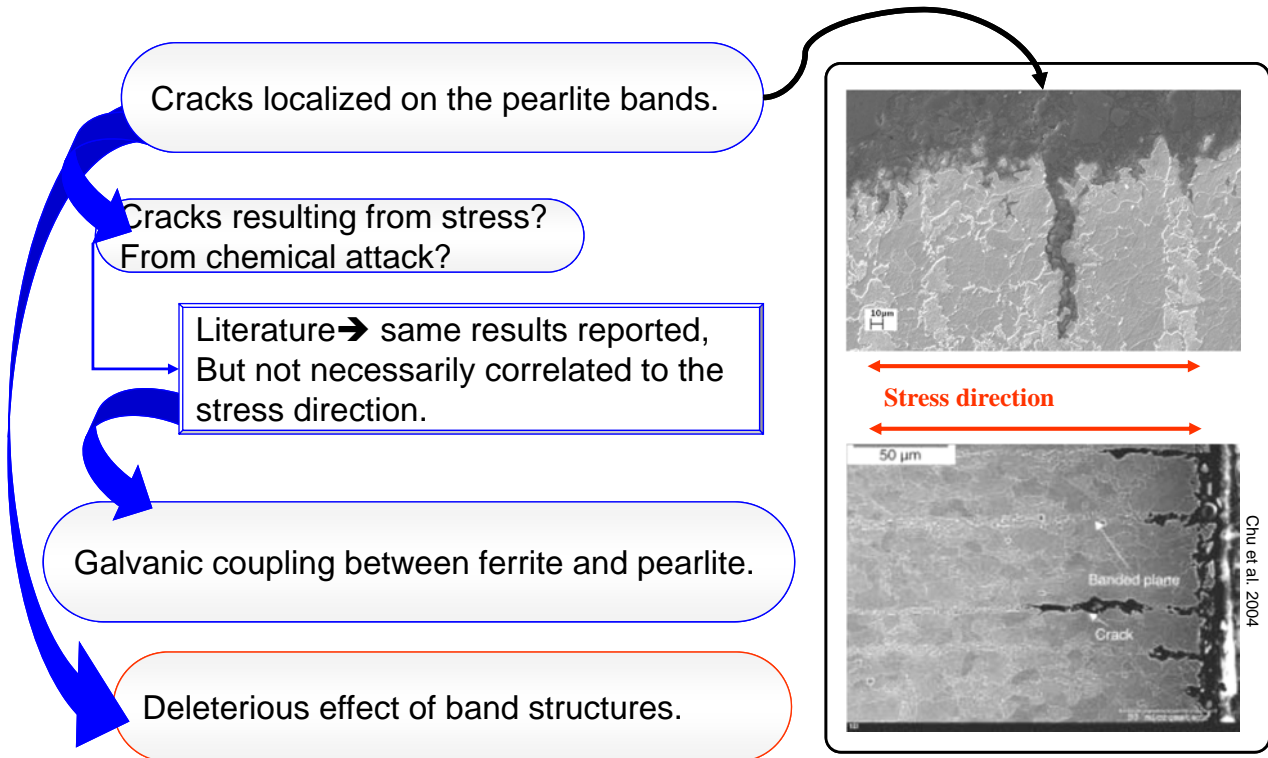 Cracks localized on the pearlite bands.
Cracks resulting from stress?
From chemical attack?
Literature➔ same results reported,
But not necessarily correlated to the
stress direction.
Galvanic coupling between ferrite and pearlite.
Deleterious effect of band structures.
10µm
Stress direction
50 µm
Banded plane
Crack
Chu et al. 2004